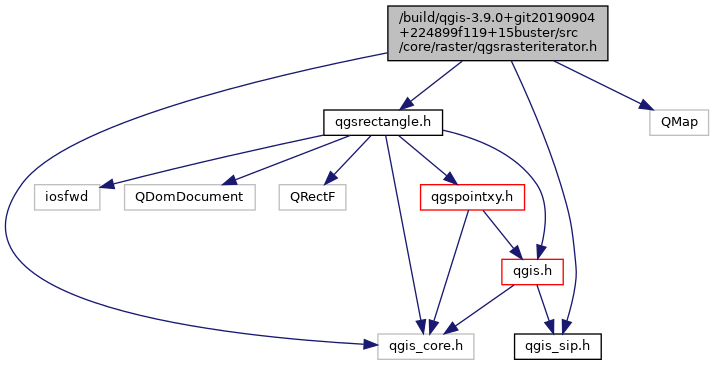 /build/qgis-3.9.0+git20190904
+224899f119+15buster/src
/core/raster/qgsrasteriterator.h
qgsrectangle.h
QMap
iosfwd
QDomDocument
QRectF
qgspointxy.h
qgis.h
qgis_core.h
qgis_sip.h